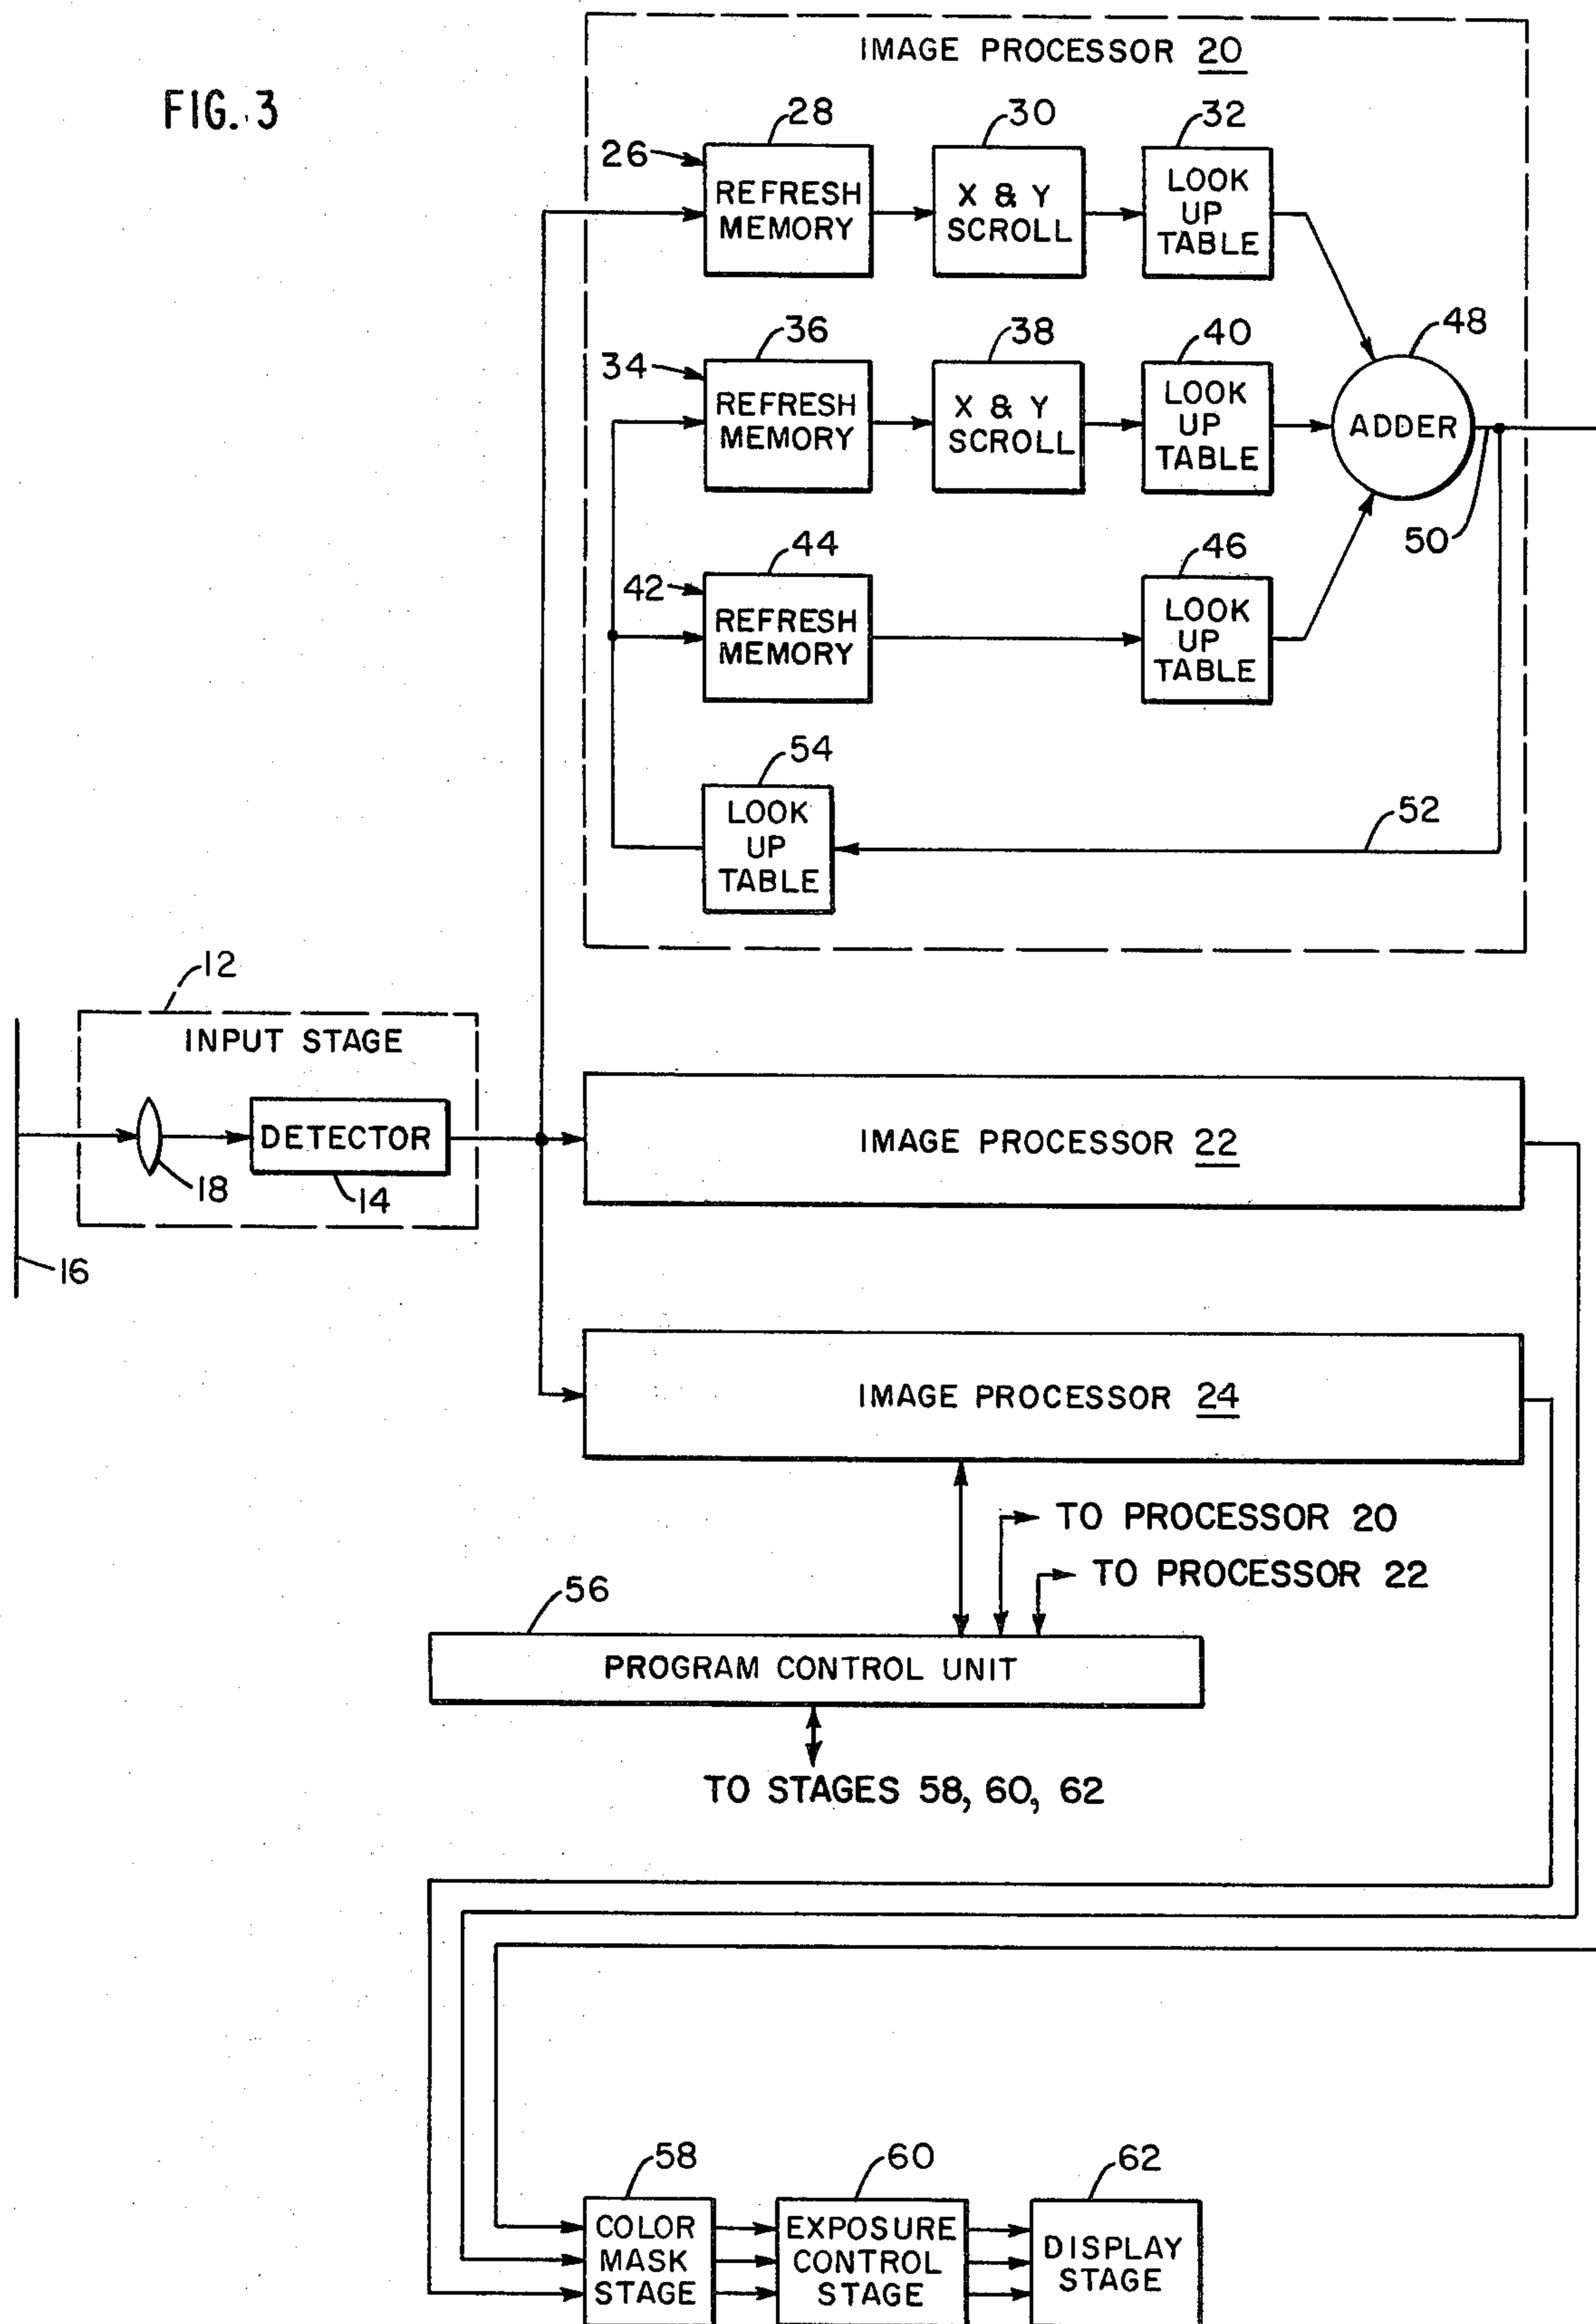 FIG. 3
IMAGE PROCESSOR 20
28
30
32
26
REFRESH
MEMORY
X & Y
SCROLL
LOOK
UP
TABLE
36
38
40
48
34
REFRESH
MEMORY
X & Y
SCROLL
LOOK
UP
TABLE
ADDER
50
44
46
42
REFRESH
MEMORY
LOOK
UP
TABLE
54
52
LOOK
UP
TABLE
12
INPUT STAGE
DETECTOR
18
14
16
IMAGE PROCESSOR 22
IMAGE PROCESSOR 24
TO PROCESSOR 20
TO PROCESSOR 22
56
PROGRAM CONTROL UNIT
TO STAGES 58, 60, 62
58
60
62
COLOR
MASK
STAGE
EXPOSURE
CONTROL
STAGE
DISPLAY
STAGE